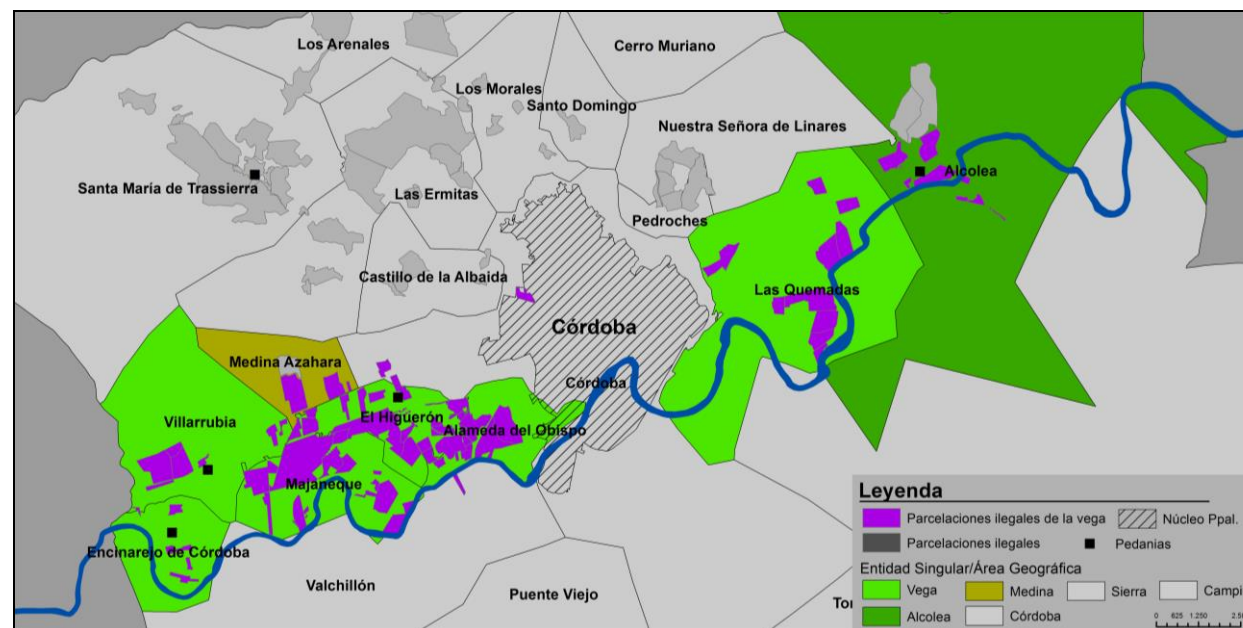 Los Arenales
Cerro Muriano
Los Morales
Santo Domingo
Nuestra Señora de Linares
Santa María de Trassierra
Las Ermitas
Alcolea
Pedroches
Castillo de la Albaida
Las Quemadas
Córdoba
Medina Azahara
Córdoba
Villarrubia
El Higuerón
Alameda del Obispo
Majaneque
Encinarejo de Córdoba
Valchillón
Puente Viejo
Leyenda
Parcelaciones ilegales de la vega
Núcleo Ppal.
Parcelaciones ilegales
Pedanias
Entidad Singular/Área Geográfica
Vega
Medina
Sierra
Campi
Alcolea
Córdoba
0 625 1.250